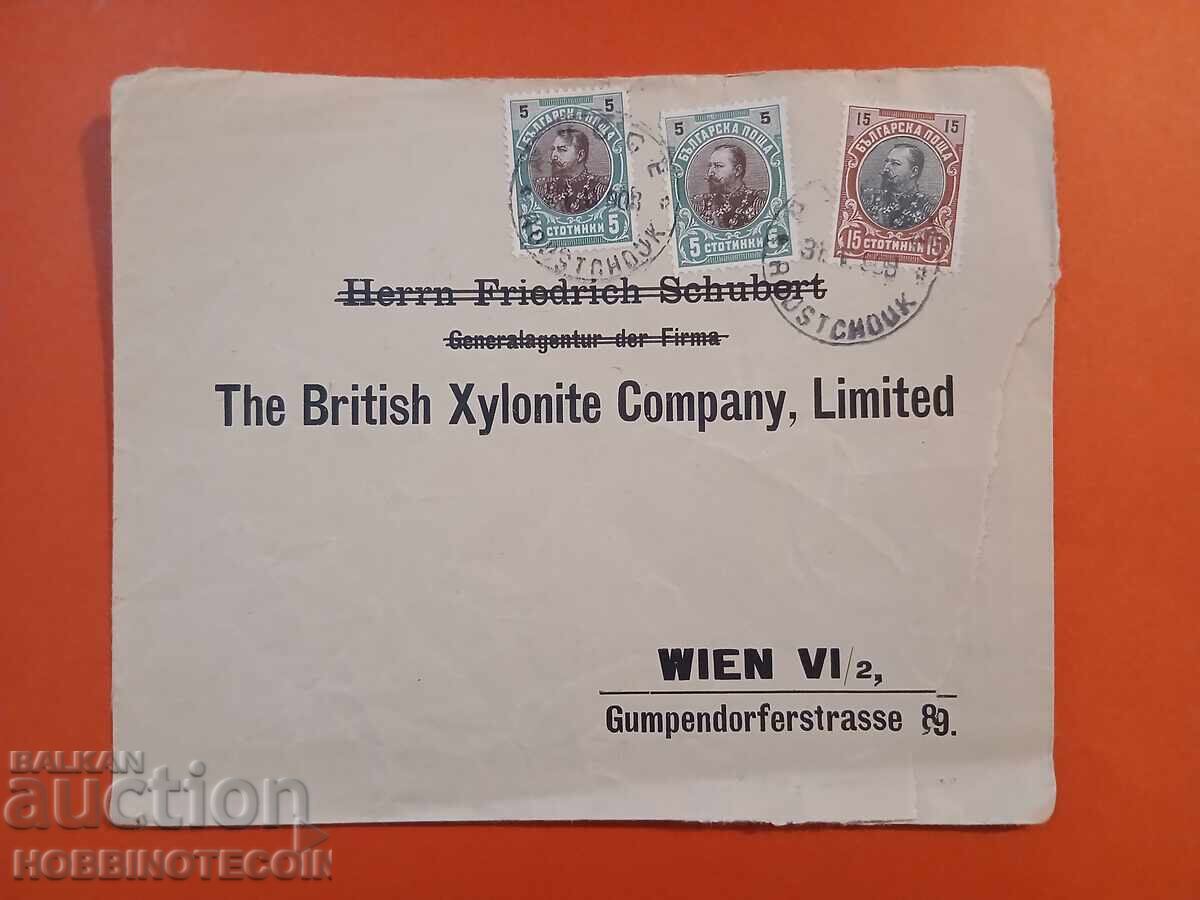 5 5
БЪЛГАРСКА ПОЩА
5 СТОТИНКИ 5
5 5
БЪЛГАРСКА ПОЩА
5 СТОТИНКИ 5
15 15
БЪЛГАРСКА ПОЩА
15 СТОТИНКИ 15
ROUSTCHOUK
ROUSTCHOUK
Herrn Friedrich Schubert
Generalagentur der Firma
The British Xylonite Company, Limited
WIEN VI/2,
Gumpendorferstrasse 89.
BALKAN
auction
HOBBINOTECOIN